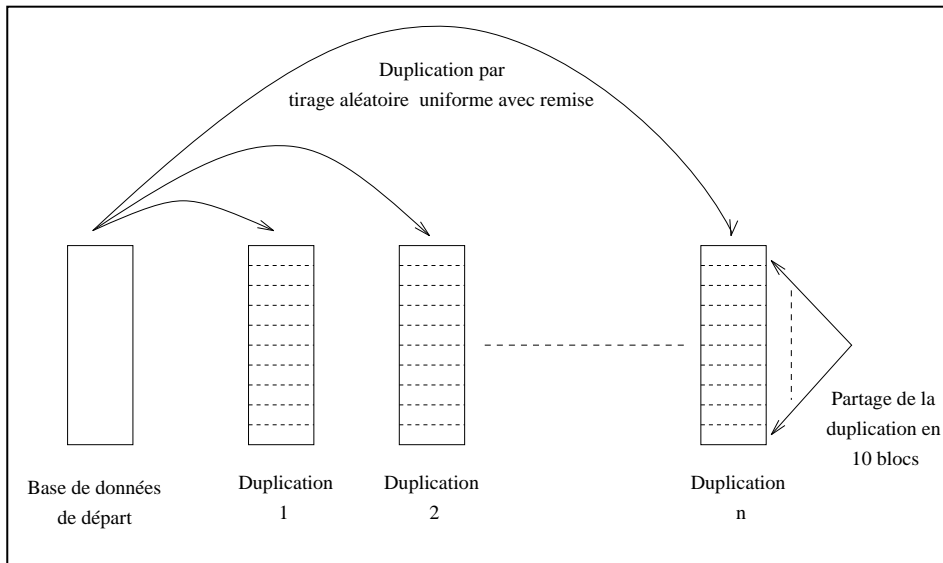 Duplication par
tirage aléatoire uniforme avec remise
Partage de la
duplication en
10 blocs
Base de données
de départ
Duplication
1
Duplication
2
Duplication
n